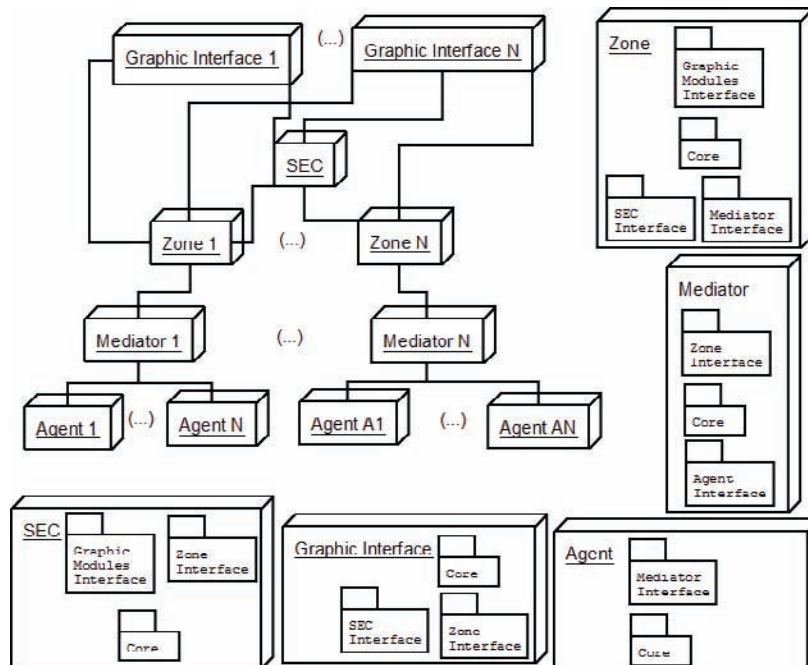 Graphic Interface 1
(...)
Graphic Interface N
SEC
Zone 1
(...)
Zone N
Mediator 1
(...)
Mediator N
Agent 1
(...)
Agent N
Agent A1
(...)
Agent AN
Zone
Graphic
Modules
Interface
Core
SEC
Interface
Mediator
Interface
Mediator
Zone
Interface
Core
Agent
Interface
SEC
Graphic
Modules
Interface
Zone
Interface
Core
Graphic Interface
Core
SEC
Interface
Zone
Interface
Agent
Mediator
Interface
Core